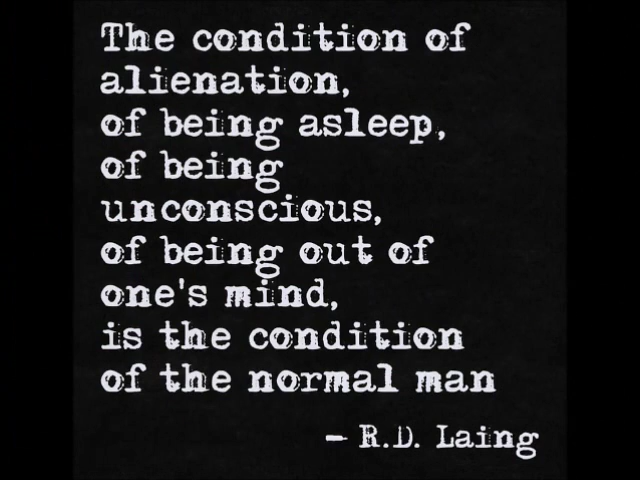 The condition of
alienation,
of being asleep,
of being
unconscious,
of being out of
one's mind,
is the condition
of the normal man
– R.D. Laing